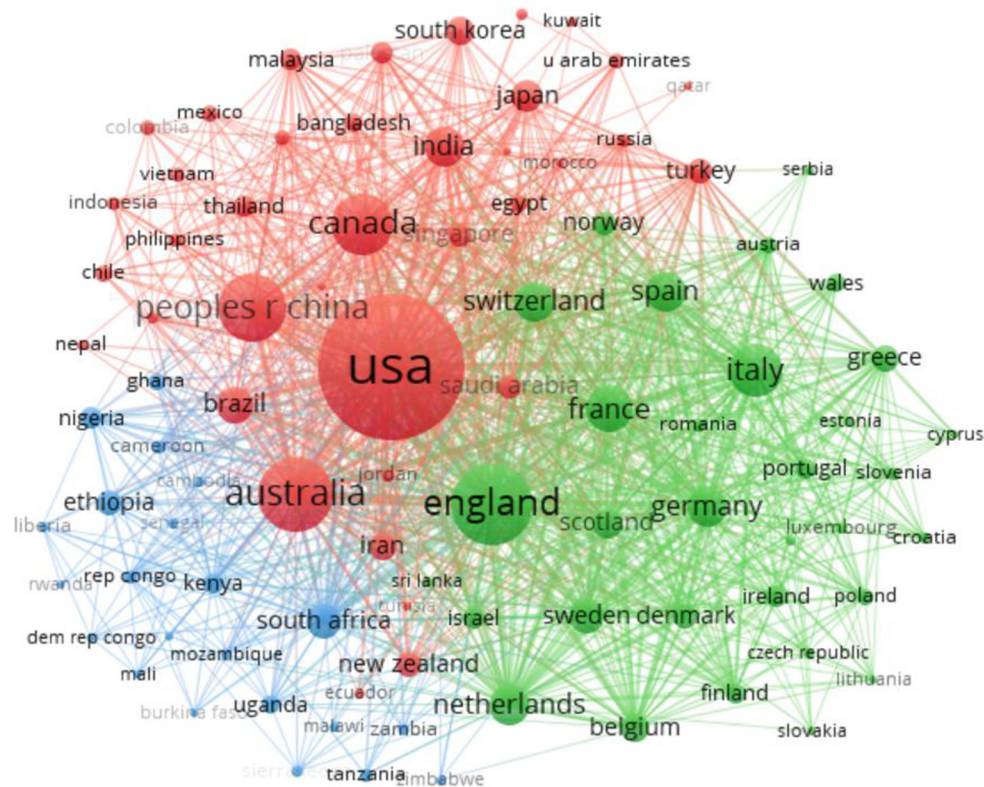 kuwait
south korea
malaysia
pakistan
u arab emirates
qatar
japan
mexico
colombia
bangladesh
india
russia
morocco
turkey
serbia
vietnam
indonesia
thailand
egypt
canada
singapore
norway
philippines
austria
chile
wales
peoples r china
switzerland
spain
nepal
usa
saudi arabia
italy
greece
ghana
brazil
france
romania
estonia
nigeria
cyprus
cameroon
cambodia
jordan
portugal
slovenia
ethiopia
australia
england
germany
liberia
senegal
scotland
luxembourg
croatia
iran
rwanda
rep congo
kenya
sri lanka
ireland
poland
tunisia
south africa
israel
sweden
denmark
dem rep congo
mozambique
czech republic
mali
new zealand
lithuania
ecuador
finland
burkina faso
uganda
netherlands
malawi
zambia
belgium
slovakia
sierra leone
tanzania
zimbabwe